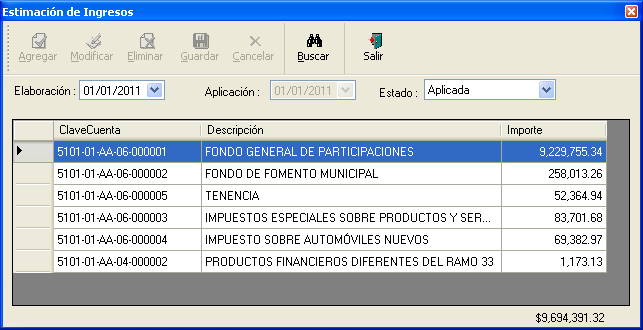 Estimación de Ingresos
Agregar Modificar Eliminar Guardar Cancelar Buscar Salir
Elaboración : 01/01/2011 Aplicación : 01/01/2011 Estado : Aplicada
ClaveCuenta Descripción Importe
5101-01-AA-06-000001 FONDO GENERAL DE PARTICIPACIONES 9,229,755.34
5101-01-AA-06-000002 FONDO DE FOMENTO MUNICIPAL 258,013.26
5101-01-AA-06-000005 TENENCIA 52,364.94
5101-01-AA-06-000003 IMPUESTOS ESPECIALES SOBRE PRODUCTOS Y SER... 83,701.68
5101-01-AA-06-000004 IMPUESTO SOBRE AUTOMÓVILES NUEVOS 69,382.97
5101-01-AA-04-000002 PRODUCTOS FINANCIEROS DIFERENTES DEL RAMO 33 1,173.13
$9,694,391.32